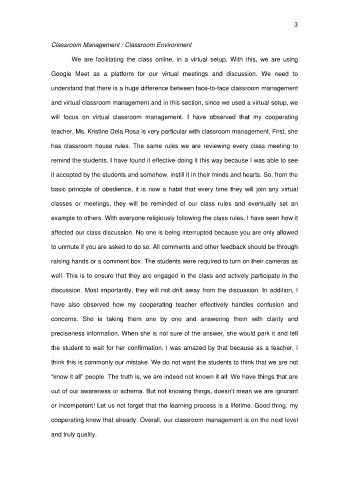 3
Classroom Management / Classroom Environment
We are facilitating the class online, in a virtual setup. With this, we are using
Google Meet as a platform for our virtual meetings and discussion. We need to
understand that there is a huge difference between face-to-face classroom management
and virtual classroom management and in this section, since we used a virtual setup, we
will focus on virtual classroom management. I have observed that my cooperating
teacher, Ms. Kristine Dela Rosa is very particular with classroom management. First, she
has classroom house rules. The same rules we are reviewing every class meeting to
remind the students. I have found it effective doing it this way because I was able to see
it accepted by the students and somehow, instill it in their minds and hearts. So, from the
basic principle of obedience, it is now a habit that every time they will join any virtual
classes or meetings, they will be reminded of our class rules and eventually set an
example to others. With everyone religiously following the class rules, I have seen how it
affected our class discussion. No one is being interrupted because you are only allowed
to unmute if you are asked to do so. All comments and other feedback should be through
raising hands or a comment box. The students were required to turn on their cameras as
well. This is to ensure that they are engaged in the class and actively participate in the
discussion. Most importantly, they will not drift away from the discussion. In addition, I
have also observed how my cooperating teacher effectively handles confusion and
concerns. She is taking them one by one and answering them with clarity and
preciseness information. When she is not sure of the answer, she would park it and tell
the student to wait for her confirmation. I was amazed by that because as a teacher, I
think this is commonly our mistake. We do not want the students to think that we are not
“know it all” people. The truth is, we are indeed not known it all. We have things that are
out of our awareness or schema. But not knowing things, doesn't mean we are ignorant
or incompetent! Let us not forget that the learning process is a lifetime. Good thing, my
cooperating knew that already. Overall, our classroom management is on the next level
and truly quality.